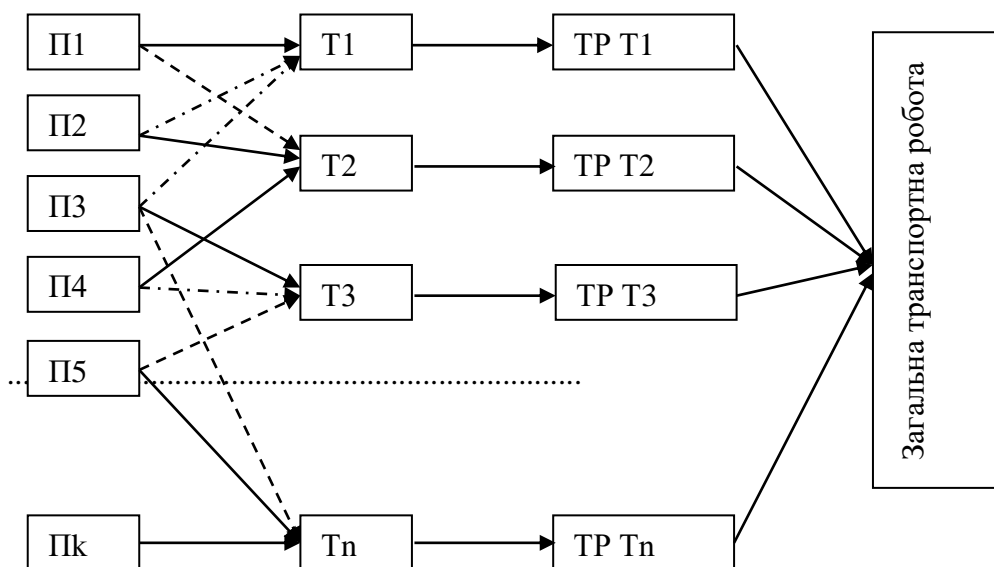 П1 Т1 ТР Т1
П2
Т2 ТР Т2
П3
П4 Т3 ТР Т3
П5
Пk Тn ТР Тn
Загальна транспортна робота